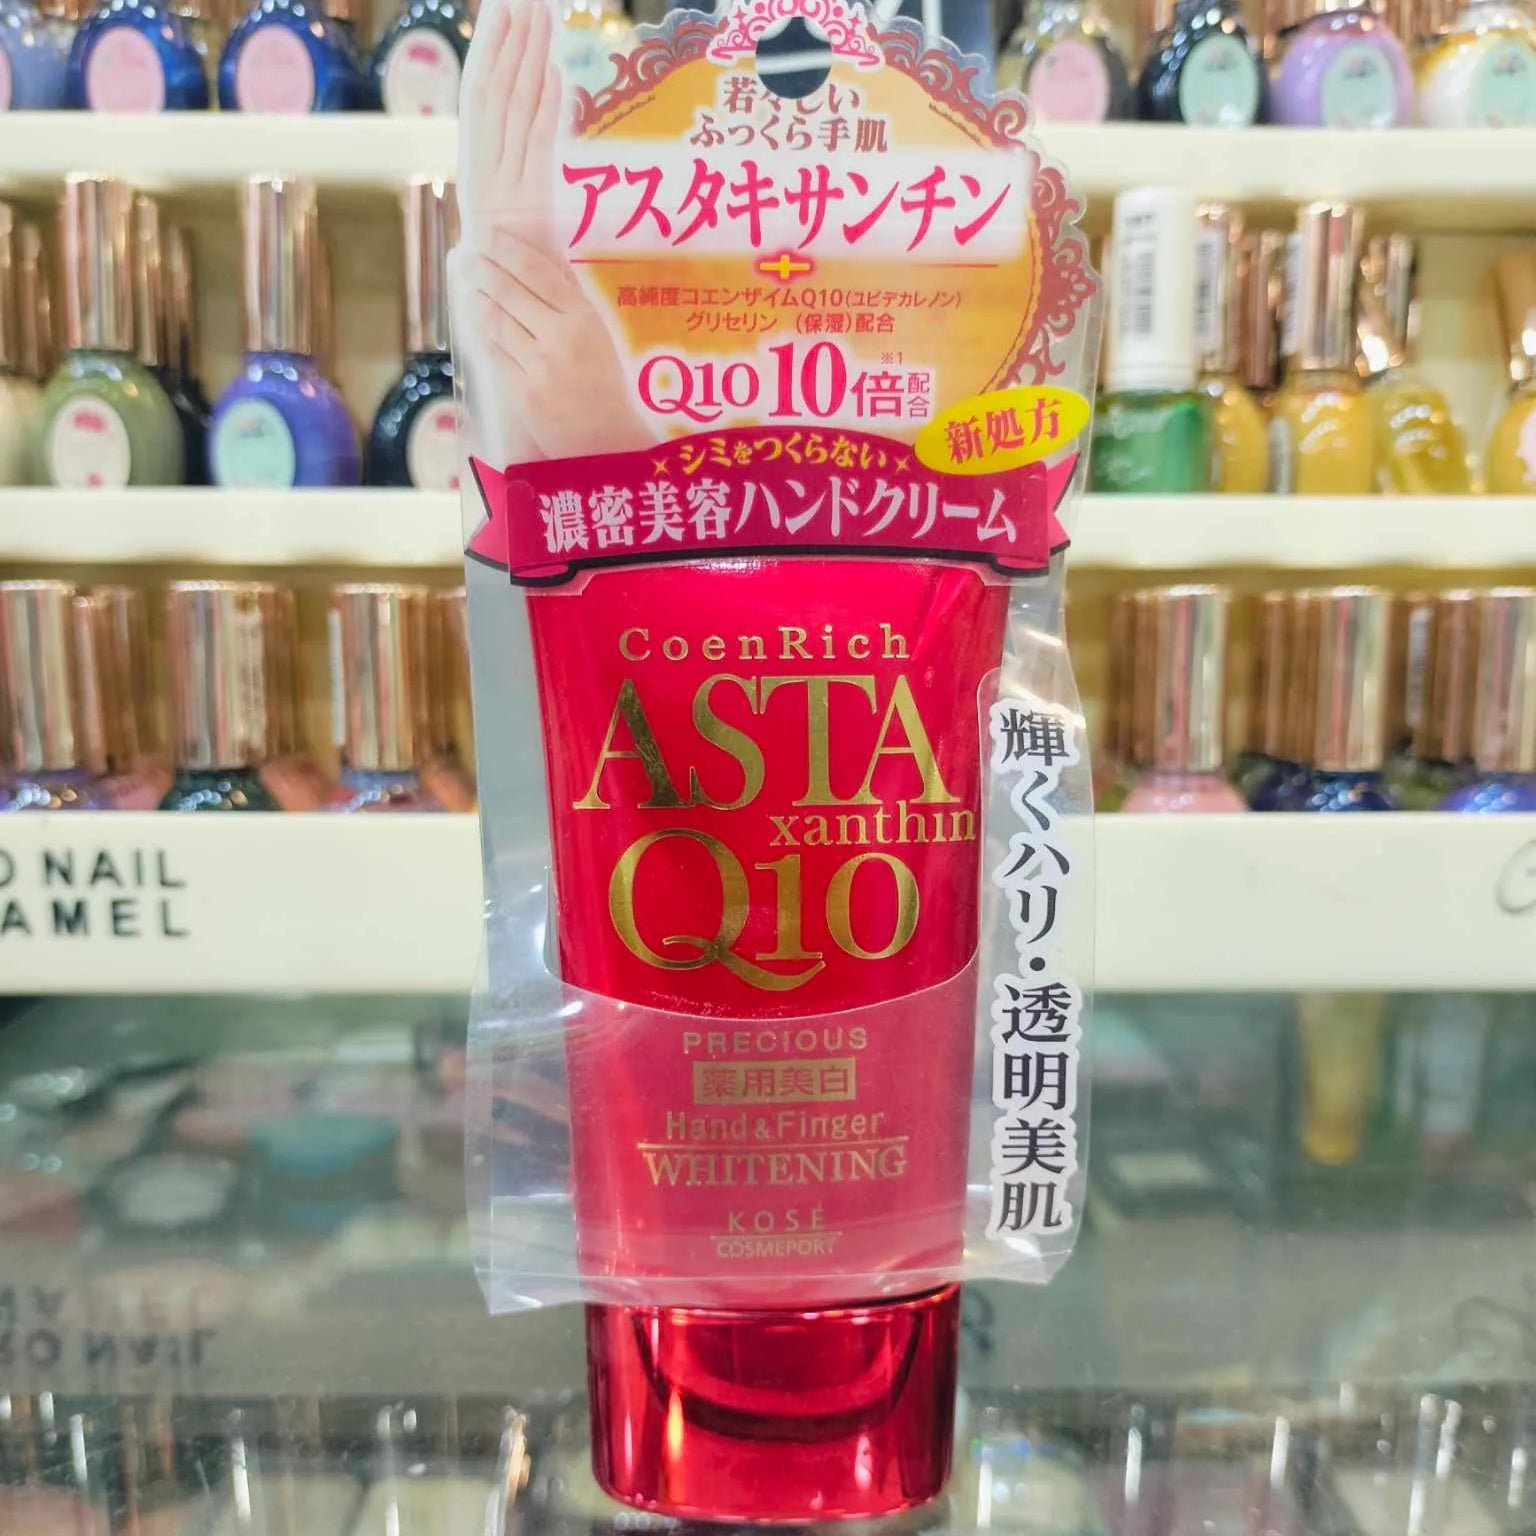 若々しい
ふっくら手肌
アスタキサンチン
+
高純度コエンザイムQ10(ユビデカレノン)
グリセリン (保湿)配合
Q10 10倍※1配合
新処方
シミをつくらない
濃密美容ハンドクリーム
CoenRich
ASTA
xanthin
Q10
PRECIOUS
薬用美白
Hand&Finger
WHITENING
KOSÉ
COSMEPORT
輝くハリ・透明美肌
NAIL